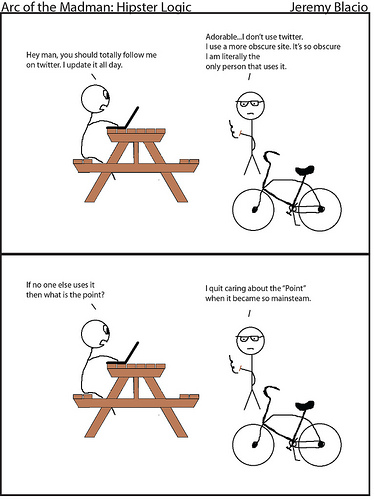 Arc of the Madman: Hipster Logic Jeremy Blacio
Hey man, you should totally follow me
on twitter. I update it all day.
Adorable...I don't use twitter.
I use a more obscure site. It's so obscure
I am literally the
only person that uses it.
If no one else uses it
then what is the point?
I quit caring about the "Point"
when it became so mainsteam.